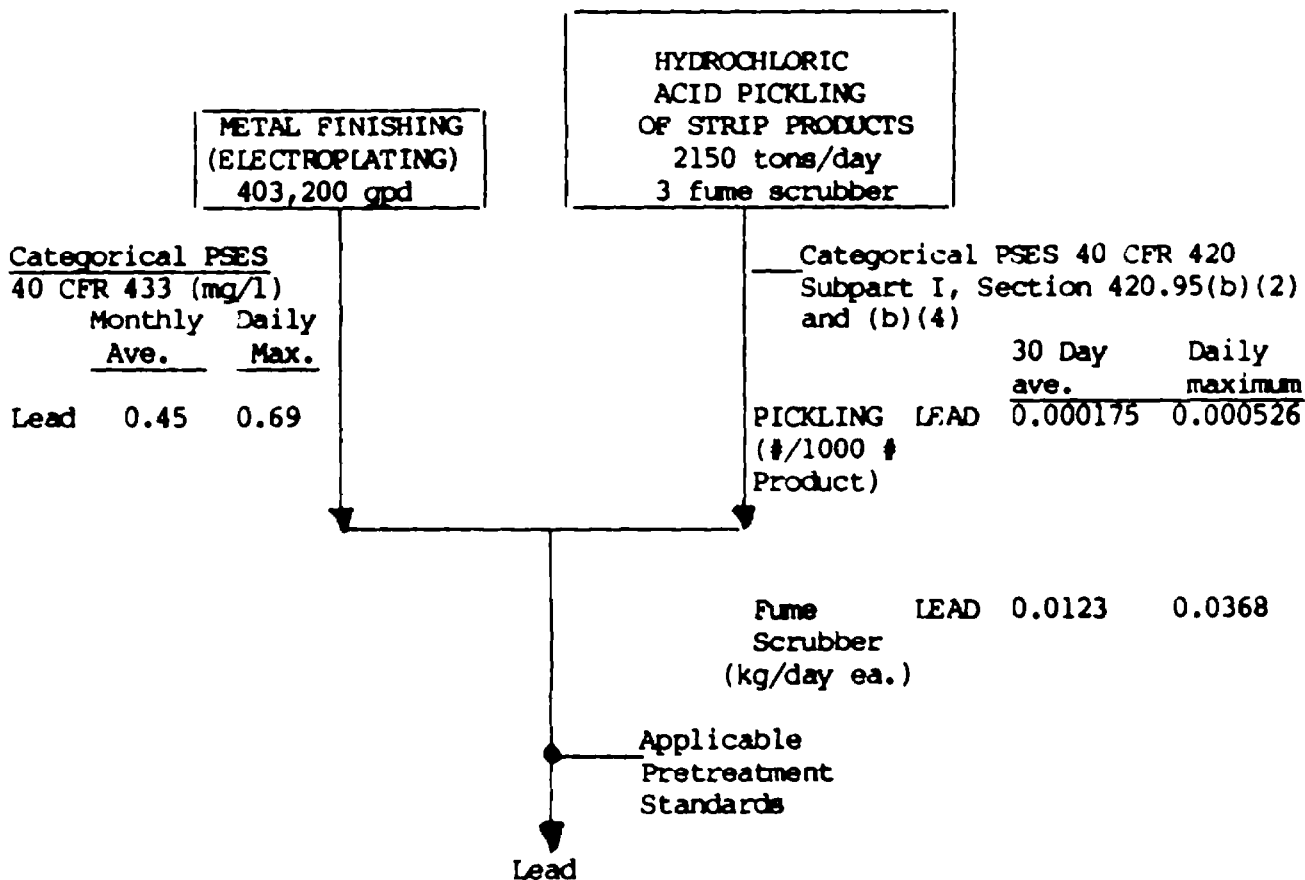 METAL FINISHING
(ELECTROPLATING)
403,200 gpd
HYDROCHLORIC
ACID PICKLING
OF STRIP PRODUCTS
2150 tons/day
3 fume scrubber
Categorical PSES
40 CFR 433 (mg/l)
Monthly Daily
Ave. Max.
Lead 0.45 0.69
Categorical PSES 40 CFR 420
Subpart I, Section 420.95(b)(2)
and (b)(4)
30 Day Daily
ave. maximum
PICKLING LEAD 0.000175 0.000526
(#/1000 #
Product)
Fume LEAD 0.0123 0.0368
Scrubber
(kg/day ea.)
Applicable
Pretreatment
Standards
Lead